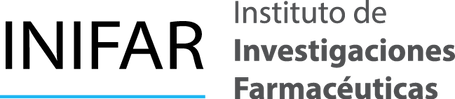 INIFAR
Instituto de
Investigaciones
Farmacéuticas